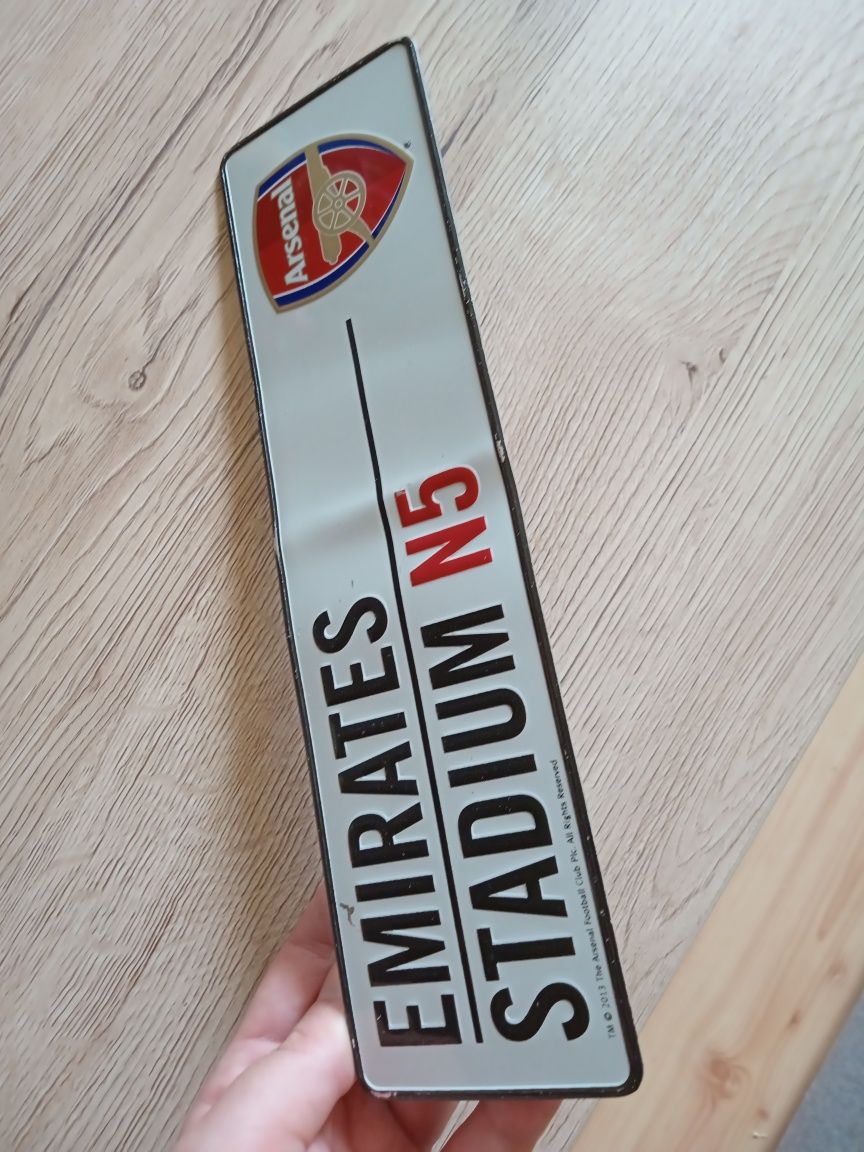 Arsenal
®
EMIRATES
STADIUM N5
TM © 2013 The Arsenal Football Club Plc. All Rights Reserved